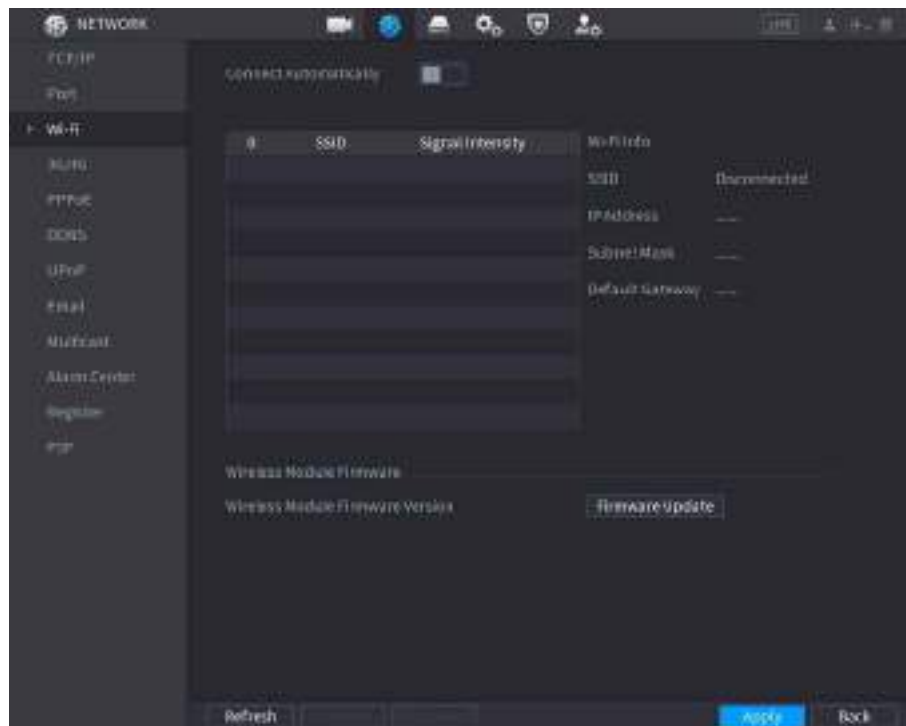 NETWORK
LIVE
TCP/IP
Port
Wi-Fi
3G/4G
PPPoE
DDNS
UPnP
Email
Multicast
Alarm Center
Register
P2P
Connect Automatically
0 SSID Signal Intensity
Wi-Fi Info
SSID Disconnected
IP Address
Subnet Mask
Default Gateway
Wireless Module Firmware
Wireless Module Firmware Version Firmware Update
Refresh Apply Back